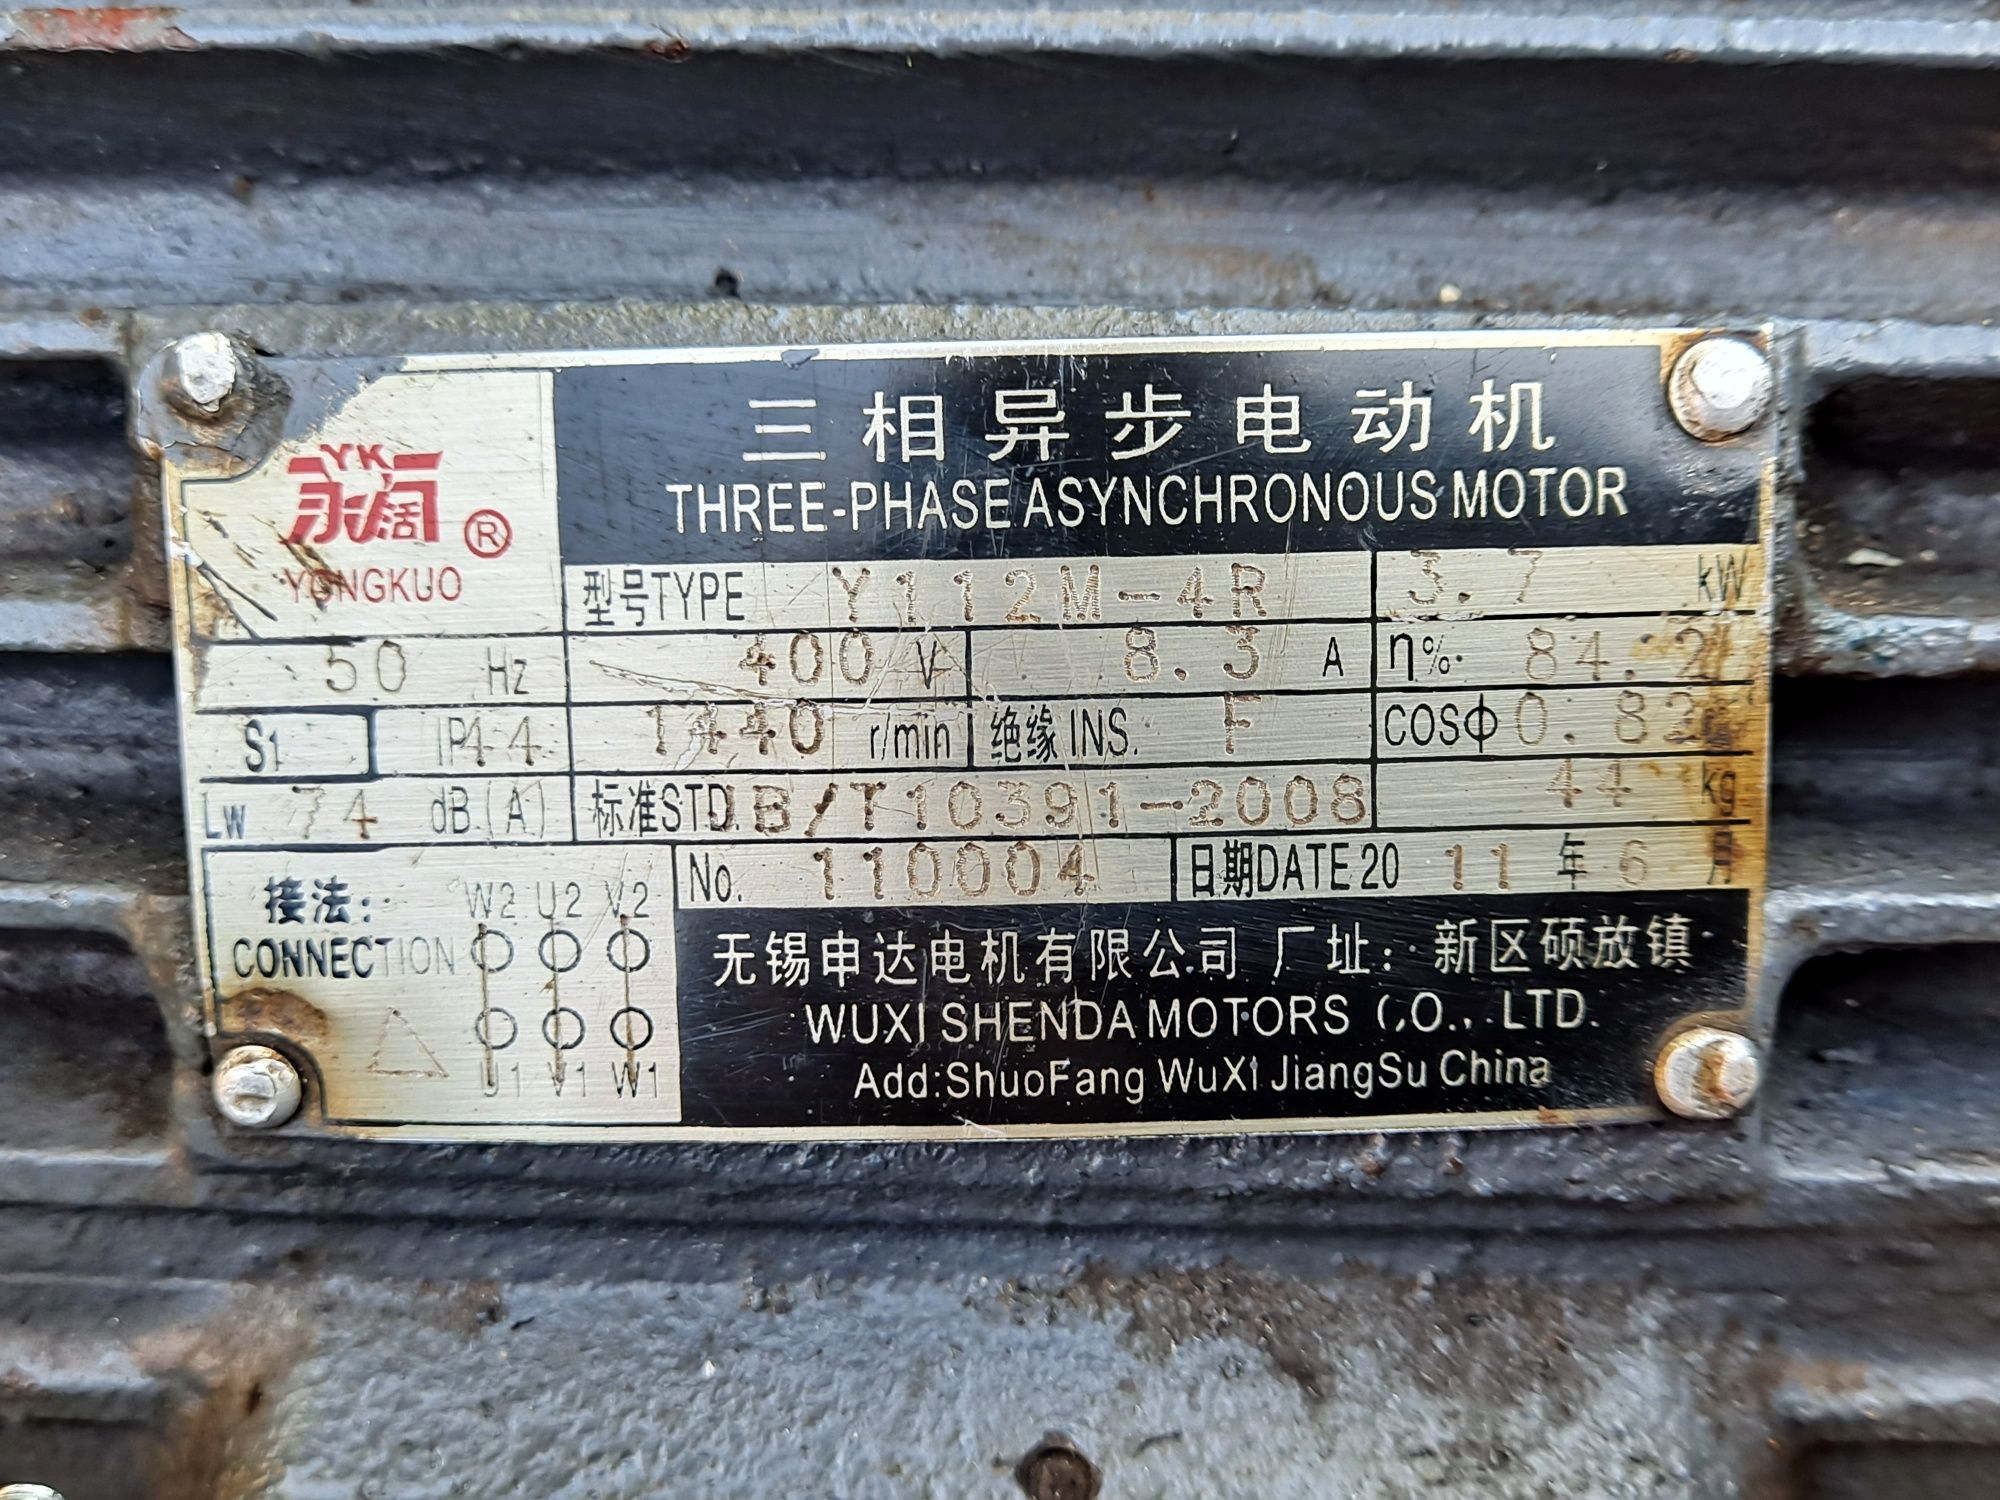 三相异步电动机
THREE-PHASE ASYNCHRONOUS MOTOR
YK
永阔 ®
YONGKUO
型号TYPE Y112M-4R 3.7 kW
50 Hz 400 V 8.3 A η% 84.2
S1 IP44 1440 r/min 绝缘 INS. F COSΦ 0.82
LW 74 dB(A) 标准STD. JB/T10391-2008 44 kg
No. 110004 日期DATE 20 11 年 6 月
接法: W2 U2 V2
CONNECTION
△
U1 V1 W1
无锡申达电机有限公司 厂址: 新区硕放镇
WUXI SHENDA MOTORS CO., LTD.
Add:ShuoFang WuXi JiangSu China